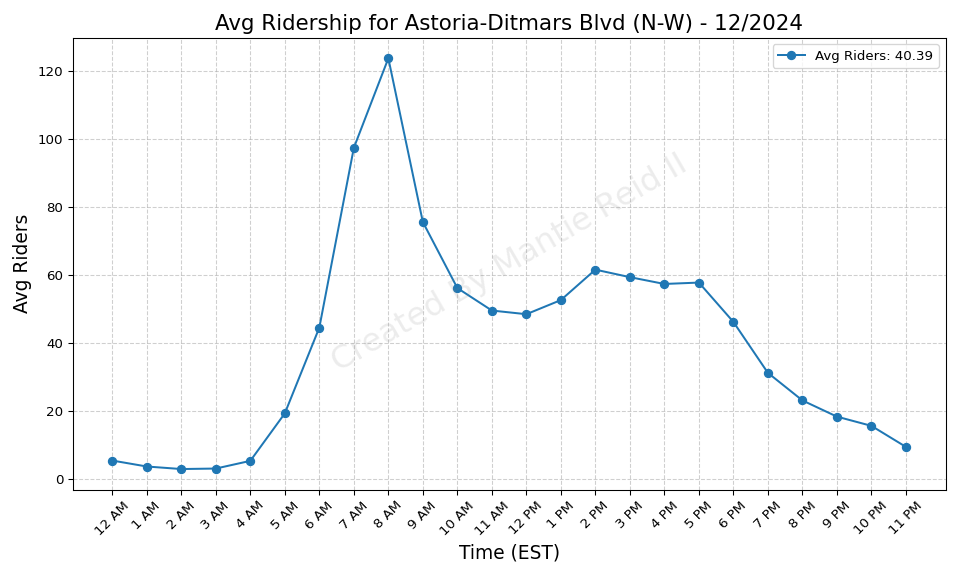 Avg Ridership for Astoria-Ditmars Blvd (N-W) - 12/2024
Avg Riders: 40.39
Avg Riders
120
100
80
60
40
20
0
Created By Mantle Reid II
12 AM
1 AM
2 AM
3 AM
4 AM
5 AM
6 AM
7 AM
8 AM
9 AM
10 AM
11 AM
12 PM
1 PM
2 PM
3 PM
4 PM
5 PM
6 PM
7 PM
8 PM
9 PM
10 PM
11 PM
Time (EST)